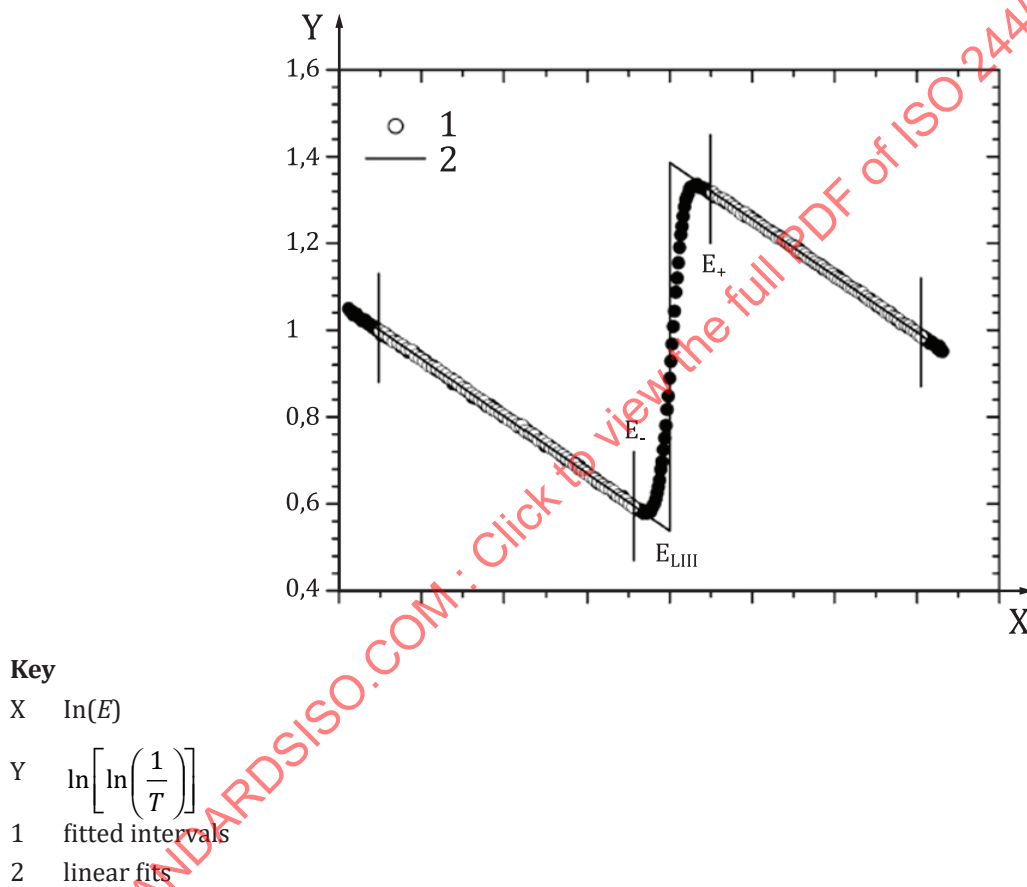 Y
1,6
1,4
1,2
1
0,8
0,6
0,4
1
2
E+
E-
ELIII
X
Key
X ln(E)
Y ln[ln(1/T)]
1 fitted intervals
2 linear fits
ANDARDSISO.COM : Click to view the full PDF of ISO 244